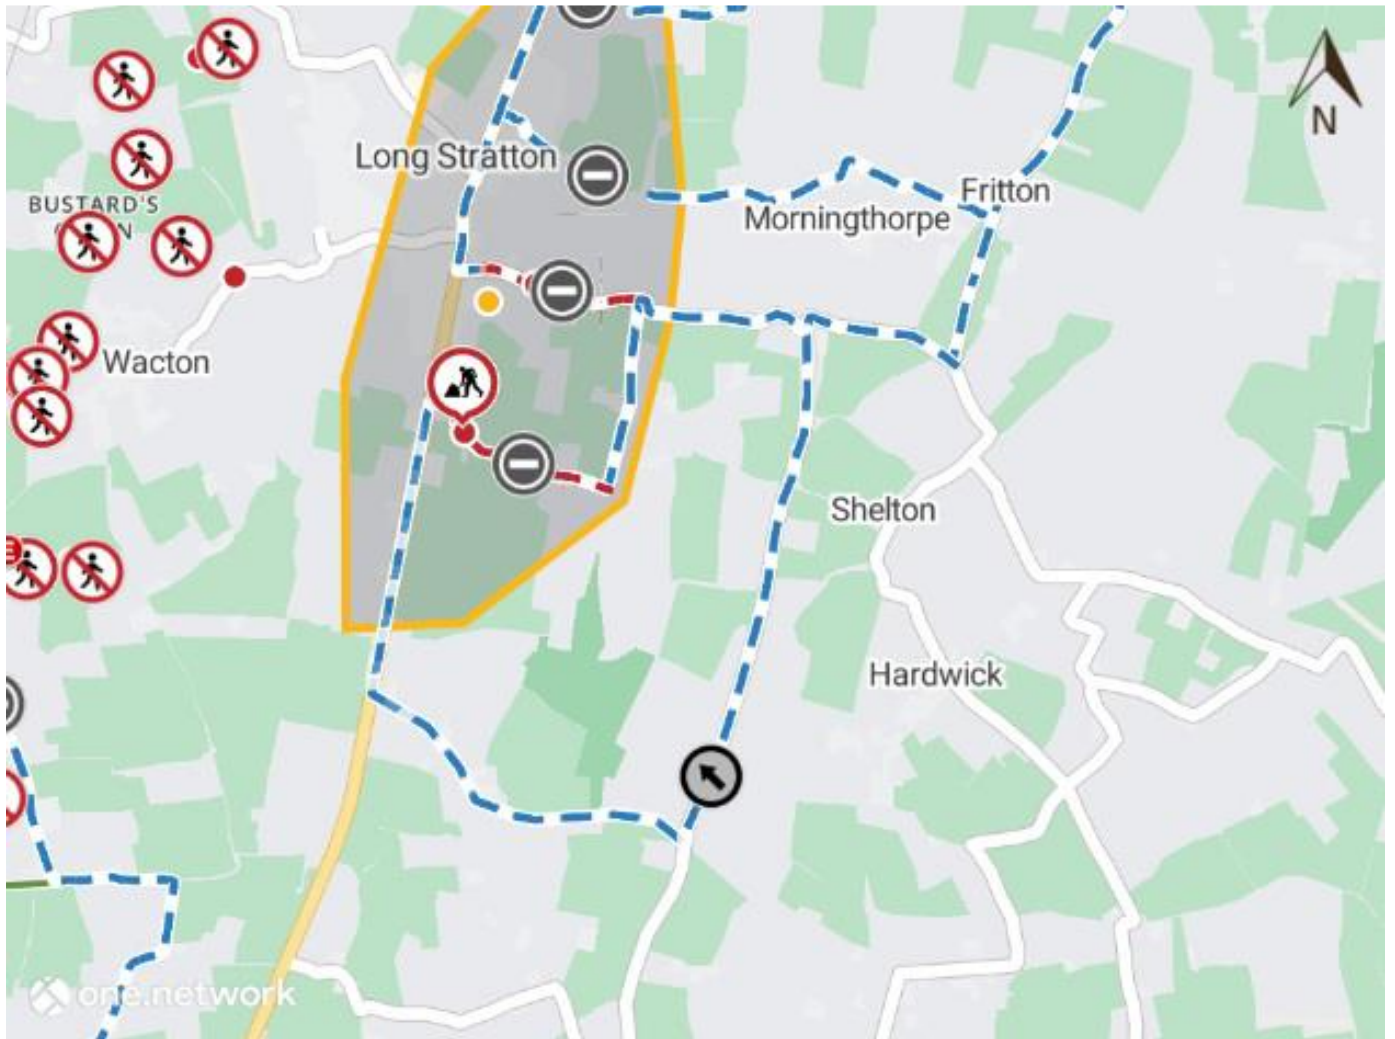 Long Stratton
Fritton
BUSTARD'S
Morningthorpe
Wacton
Shelton
Hardwick
N
one.network